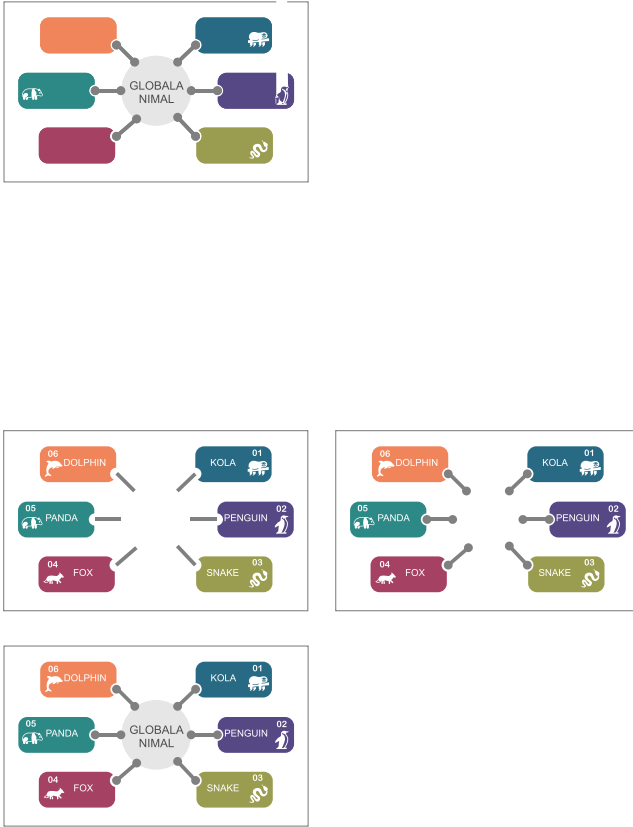 GLOBALA
NIMAL
06
DOLPHIN
01
KOLA
05
PANDA
02
PENGUIN
04
FOX
03
SNAKE
06
DOLPHIN
01
KOLA
05
PANDA
02
PENGUIN
04
FOX
03
SNAKE
06
DOLPHIN
01
KOLA
05
PANDA
GLOBALA
NIMAL
02
PENGUIN
04
FOX
03
SNAKE